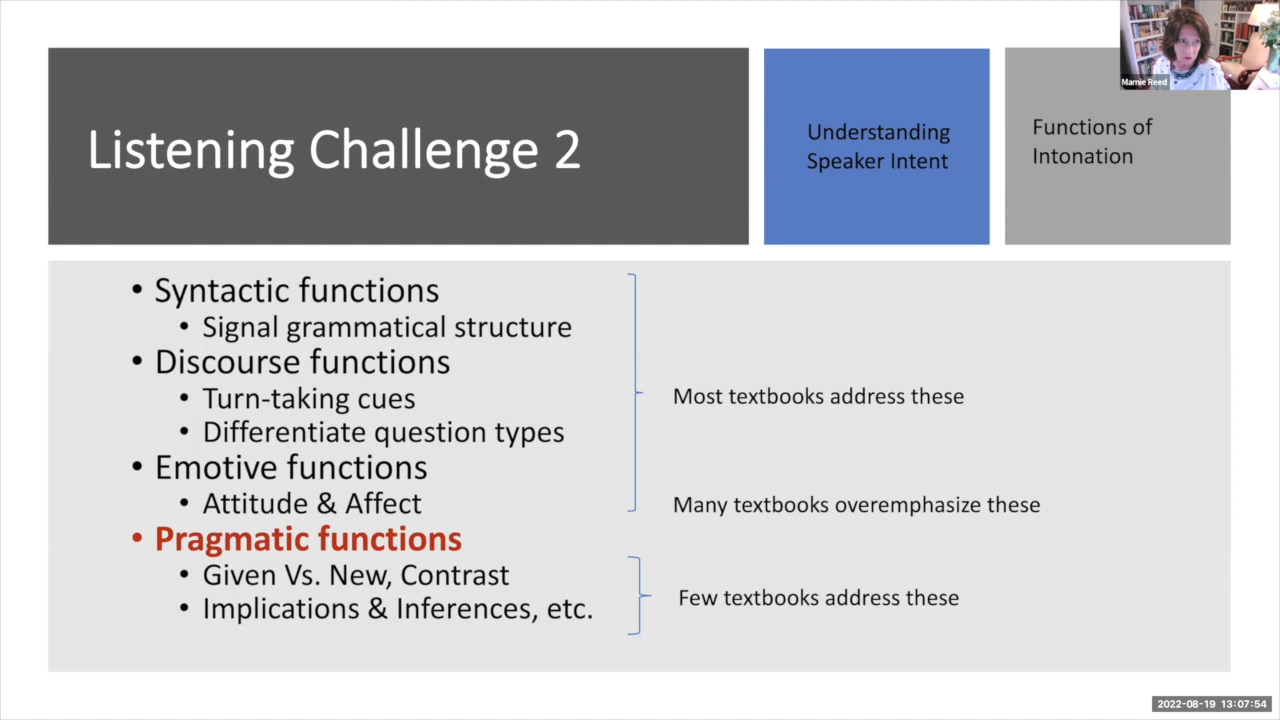 Listening Challenge 2
Understanding
Speaker Intent
Functions of
Intonation
Marnie Reed
• Syntactic functions
• Signal grammatical structure
• Discourse functions
• Turn-taking cues
• Differentiate question types
Most textbooks address these
• Emotive functions
• Attitude & Affect
Many textbooks overemphasize these
• Pragmatic functions
• Given Vs. New, Contrast
• Implications & Inferences, etc.
Few textbooks address these
2022-08-19 13:07:54